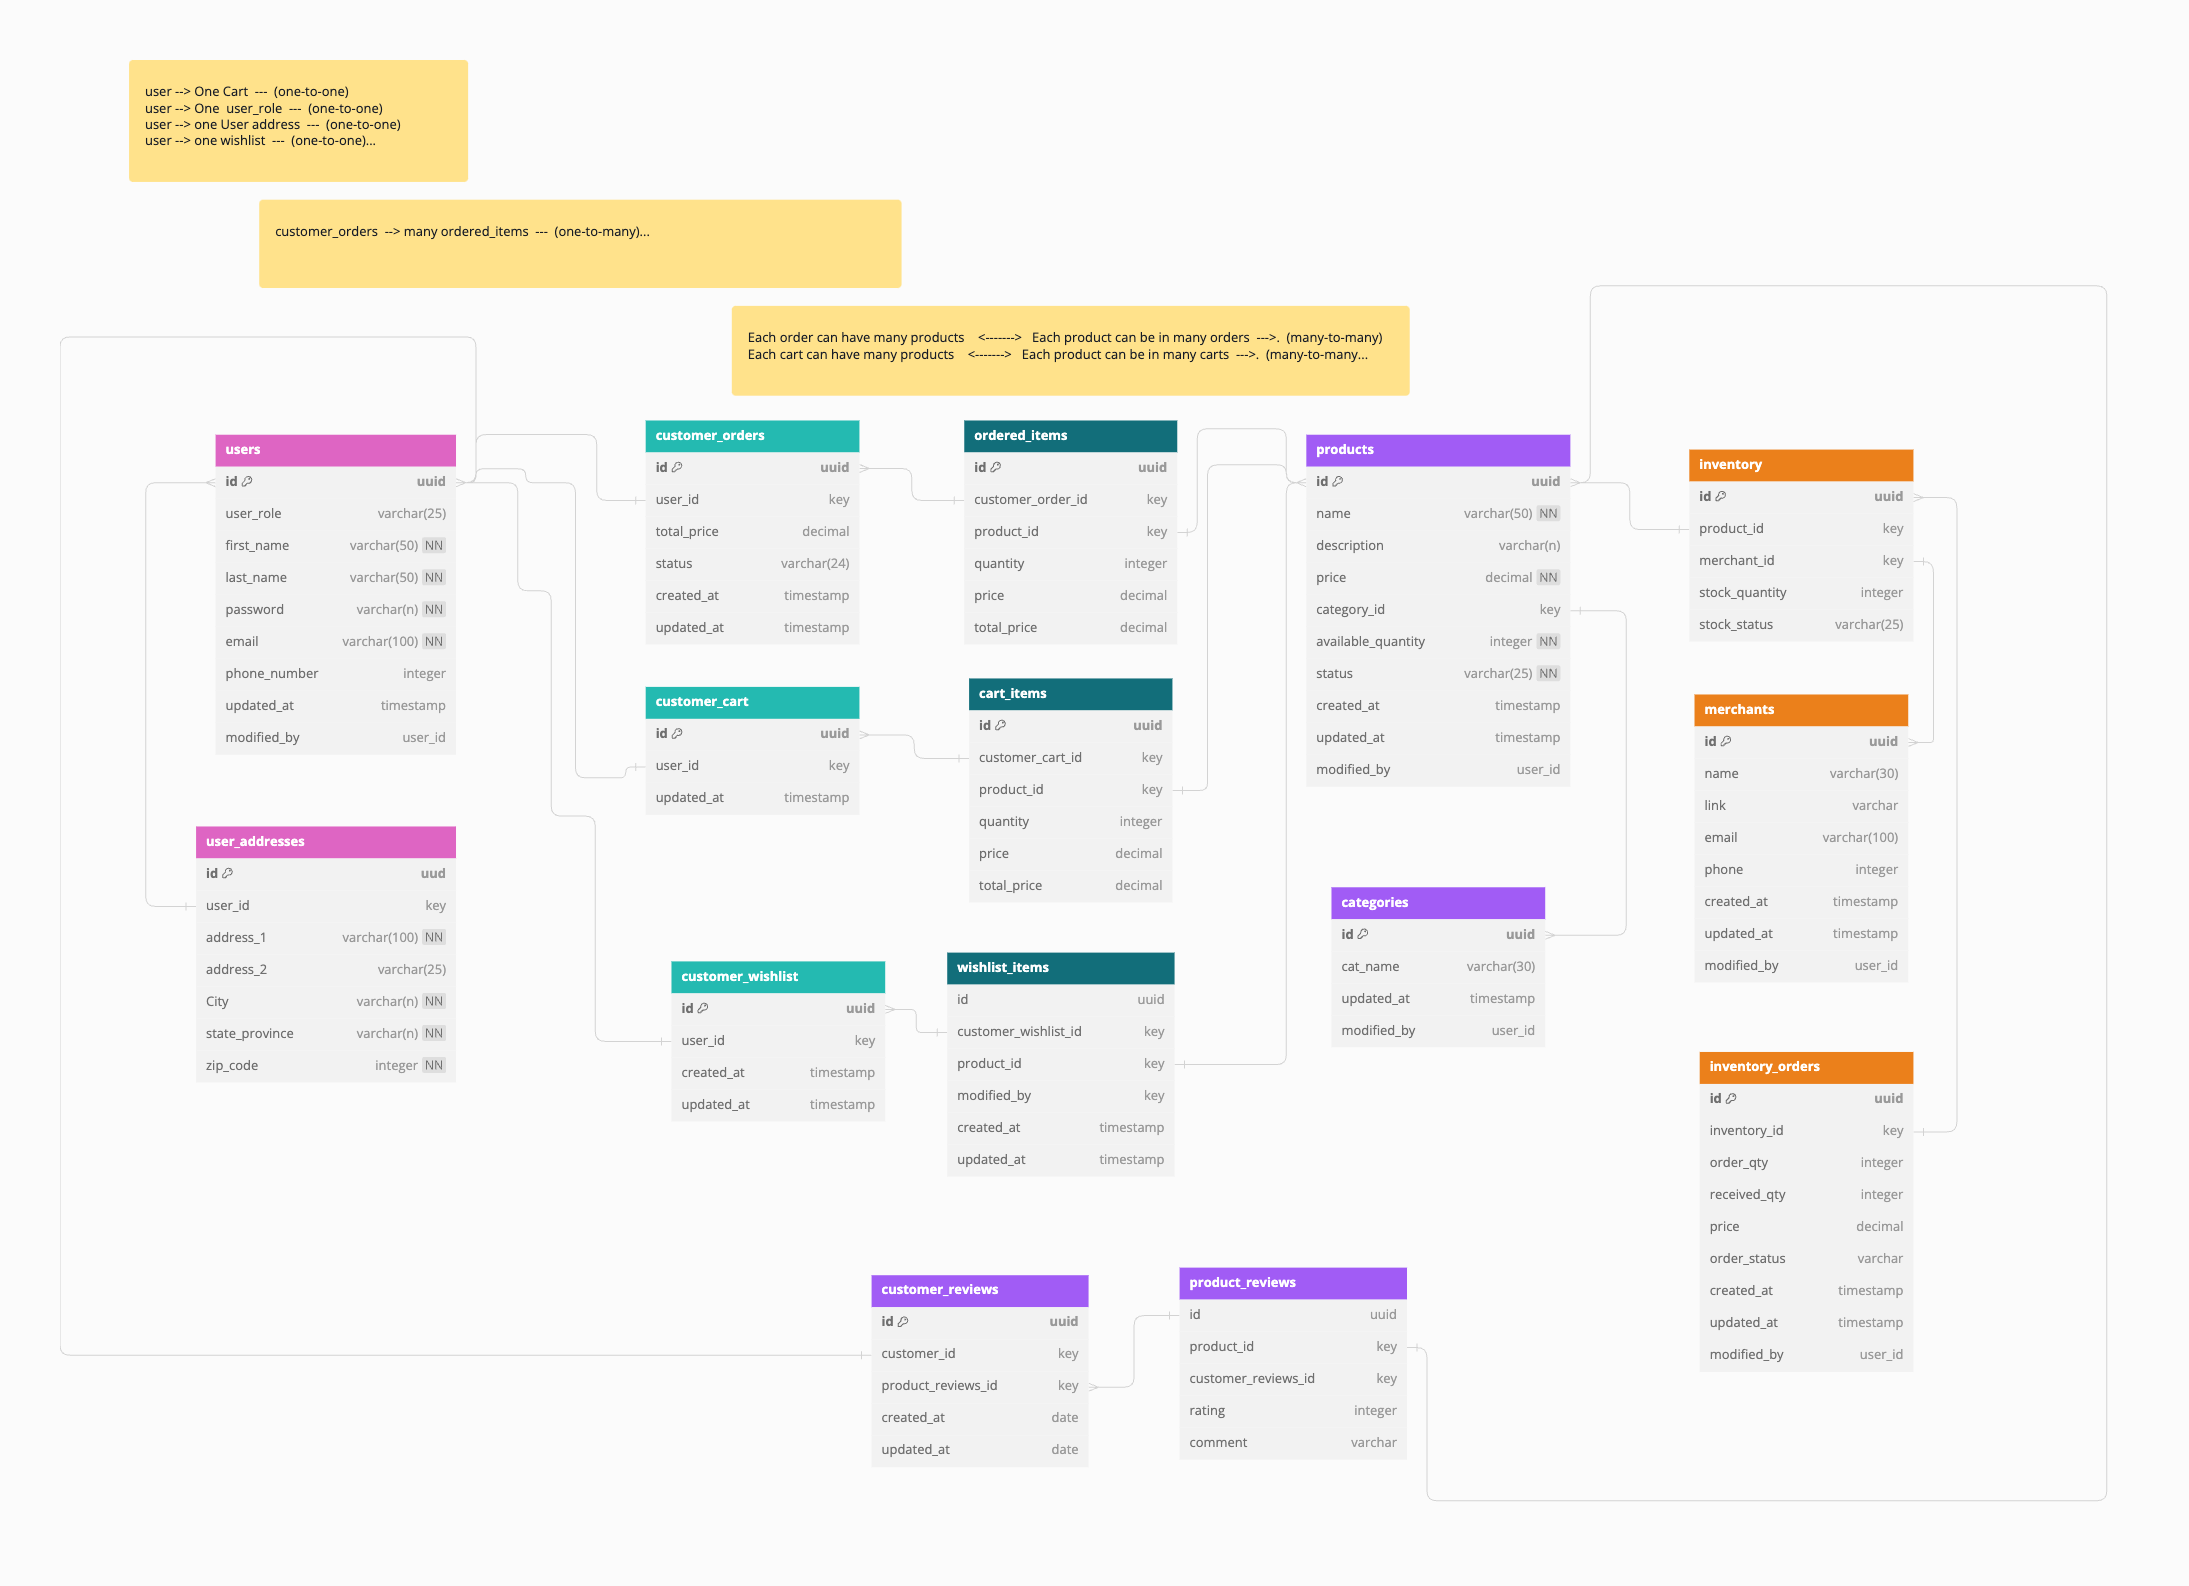 user --> One Cart  ---  (one-to-one)
user --> One  user_role  ---  (one-to-one)
user --> one User address  ---  (one-to-one)
user --> one wishlist  ---  (one-to-one)...
customer_orders  --> many ordered_items  ---  (one-to-many)...
Each order can have many products    <------->   Each product can be in many orders  --->.  (many-to-many)
Each cart can have many products    <------->   Each product can be in many carts  --->.  (many-to-many...
users
id uuid
user_role varchar(25)
first_name varchar(50) NN
last_name varchar(50) NN
password varchar(n) NN
email varchar(100) NN
phone_number integer
updated_at timestamp
modified_by user_id
user_addresses
id uud
user_id key
address_1 varchar(100) NN
address_2 varchar(25)
City varchar(n) NN
state_province varchar(n) NN
zip_code integer NN
customer_orders
id uuid
user_id key
total_price decimal
status varchar(24)
created_at timestamp
updated_at timestamp
customer_cart
id uuid
user_id key
updated_at timestamp
customer_wishlist
id uuid
user_id key
created_at timestamp
updated_at timestamp
ordered_items
id uuid
customer_order_id key
product_id key
quantity integer
price decimal
total_price decimal
cart_items
id uuid
customer_cart_id key
product_id key
quantity integer
price decimal
total_price decimal
wishlist_items
id uuid
customer_wishlist_id key
product_id key
modified_by key
created_at timestamp
updated_at timestamp
products
id uuid
name varchar(50) NN
description varchar(n)
price decimal NN
category_id key
available_quantity integer NN
status varchar(25) NN
created_at timestamp
updated_at timestamp
modified_by user_id
categories
id uuid
cat_name varchar(30)
updated_at timestamp
modified_by user_id
inventory
id uuid
product_id key
merchant_id key
stock_quantity integer
stock_status varchar(25)
merchants
id uuid
name varchar(30)
link varchar
email varchar(100)
phone integer
created_at timestamp
updated_at timestamp
modified_by user_id
inventory_orders
id uuid
inventory_id key
order_qty integer
received_qty integer
price decimal
order_status varchar
created_at timestamp
updated_at timestamp
modified_by user_id
customer_reviews
id uuid
customer_id key
product_reviews_id key
created_at date
updated_at date
product_reviews
id uuid
product_id key
customer_reviews_id key
rating integer
comment varchar